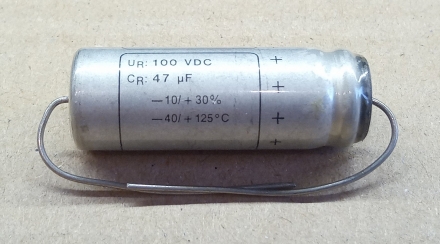 UR: 100 VDC
CR: 47 µF
—10/+30%
—40/+125°C
+
+
+
+